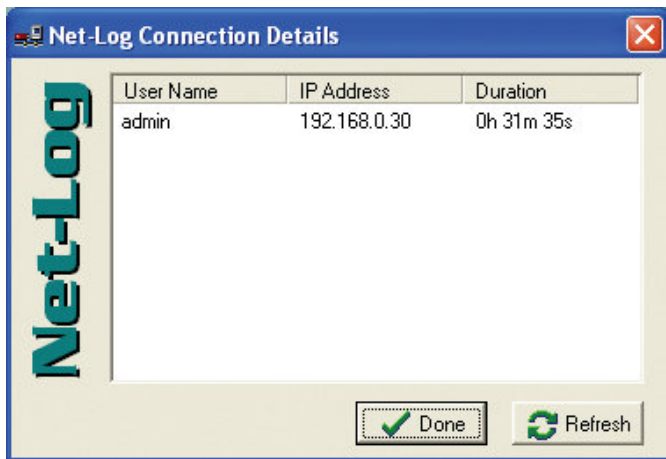 Net-Log Connection Details
Net-Log
User Name IP Address Duration
admin 192.168.0.30 0h 31m 35s
Done Refresh